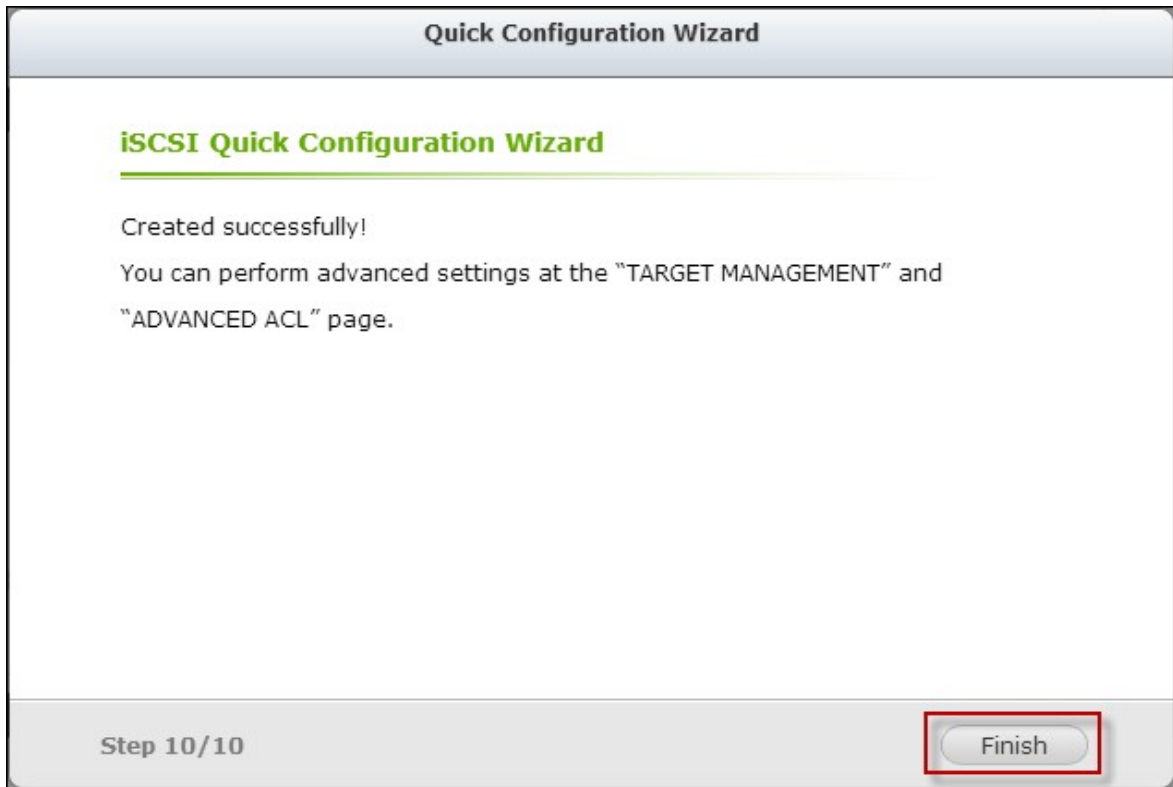 Quick Configuration Wizard
iSCSI Quick Configuration Wizard
Created successfully!
You can perform advanced settings at the “TARGET MANAGEMENT” and
“ADVANCED ACL” page.
Step 10/10
Finish